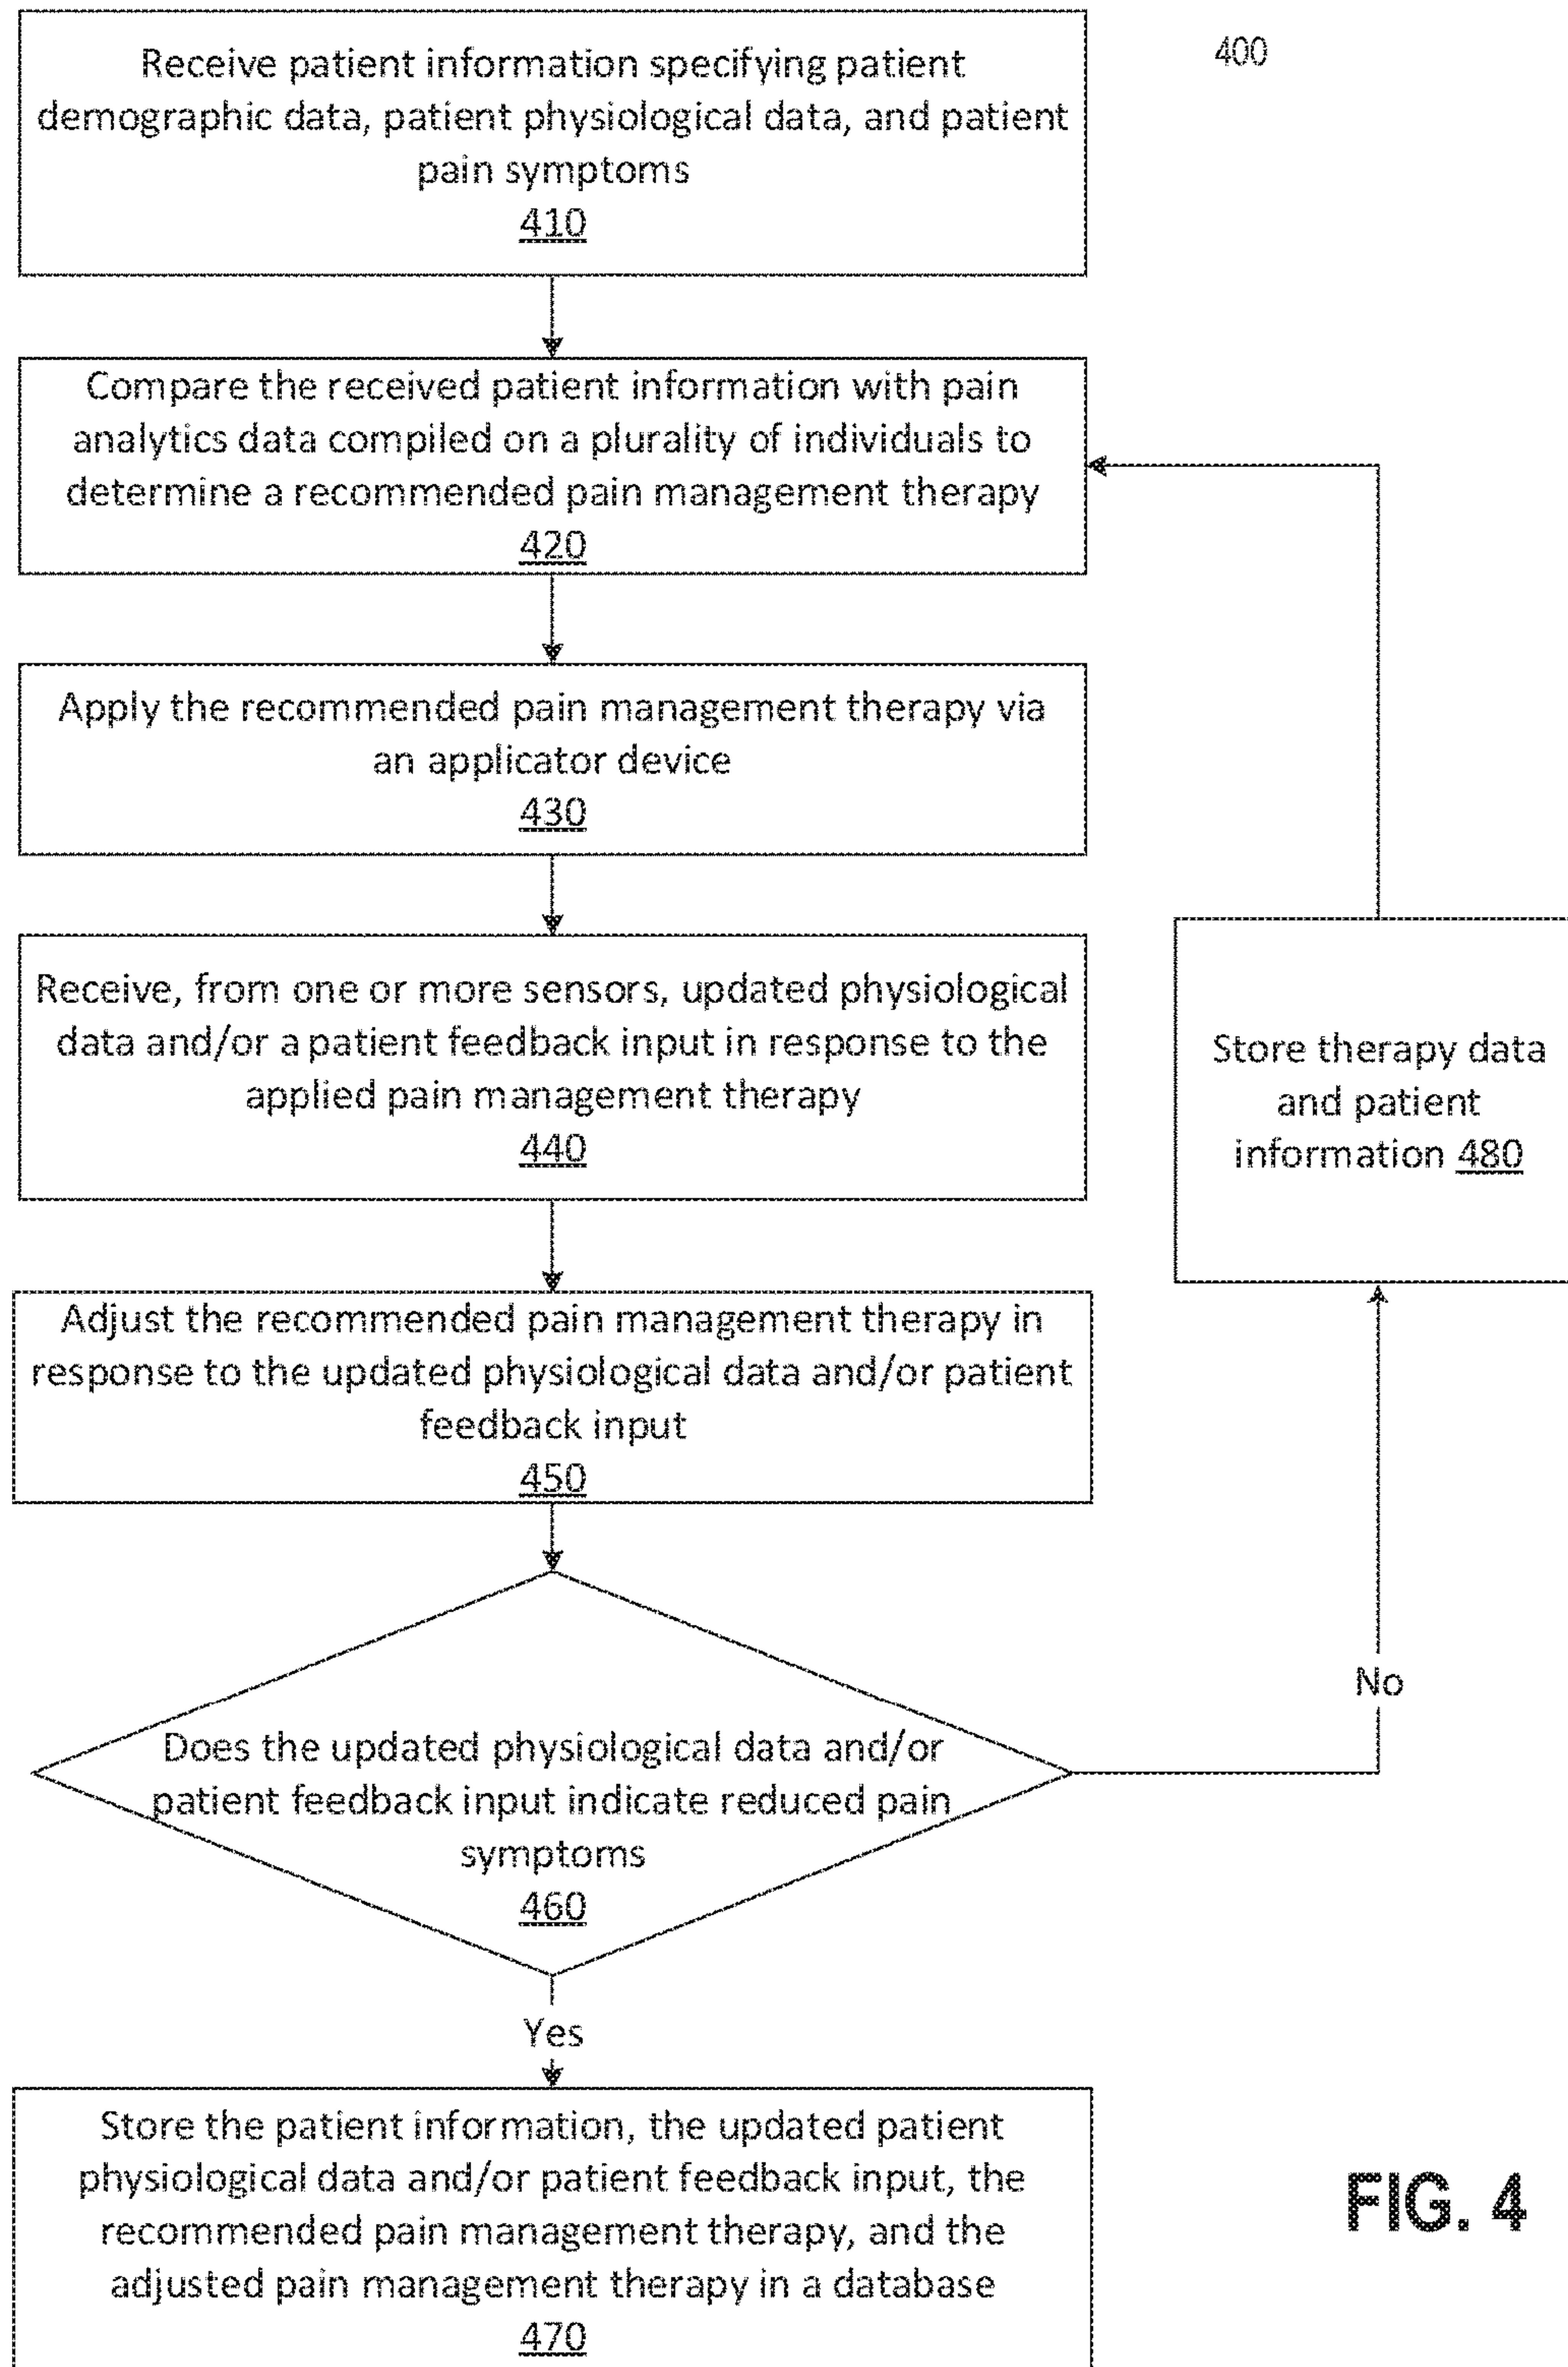 400
Receive patient information specifying patient
demographic data, patient physiological data, and patient
pain symptoms
410
Compare the received patient information with pain
analytics data compiled on a plurality of individuals to
determine a recommended pain management therapy
420
Apply the recommended pain management therapy via
an applicator device
430
Receive, from one or more sensors, updated physiological
data and/or a patient feedback input in response to the
applied pain management therapy
440
Store therapy data
and patient
information 480
Adjust the recommended pain management therapy in
response to the updated physiological data and/or patient
feedback input
450
Does the updated physiological data and/or
patient feedback input indicate reduced pain
symptoms
460
No
Yes
Store the patient information, the updated patient
physiological data and/or patient feedback input, the
recommended pain management therapy, and the
adjusted pain management therapy in a database
470
FIG. 4